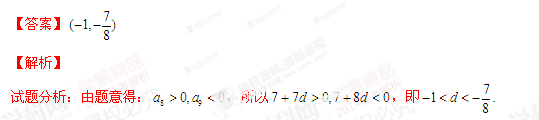 【答案】(−1,−7/8)
【解析】
试题分析：由题意得：a₈>0,a₉<0，所以7+7d>0,7+8d<0，即−1<d<−7/8.